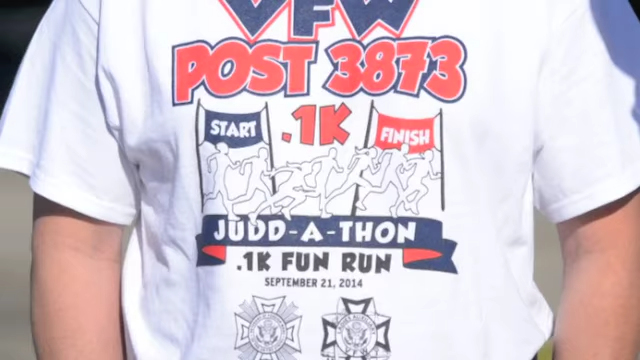 VFW
POST 3873
.1K
START
FINISH
JUDD-A-THON
.1K FUN RUN
SEPTEMBER 21, 2014